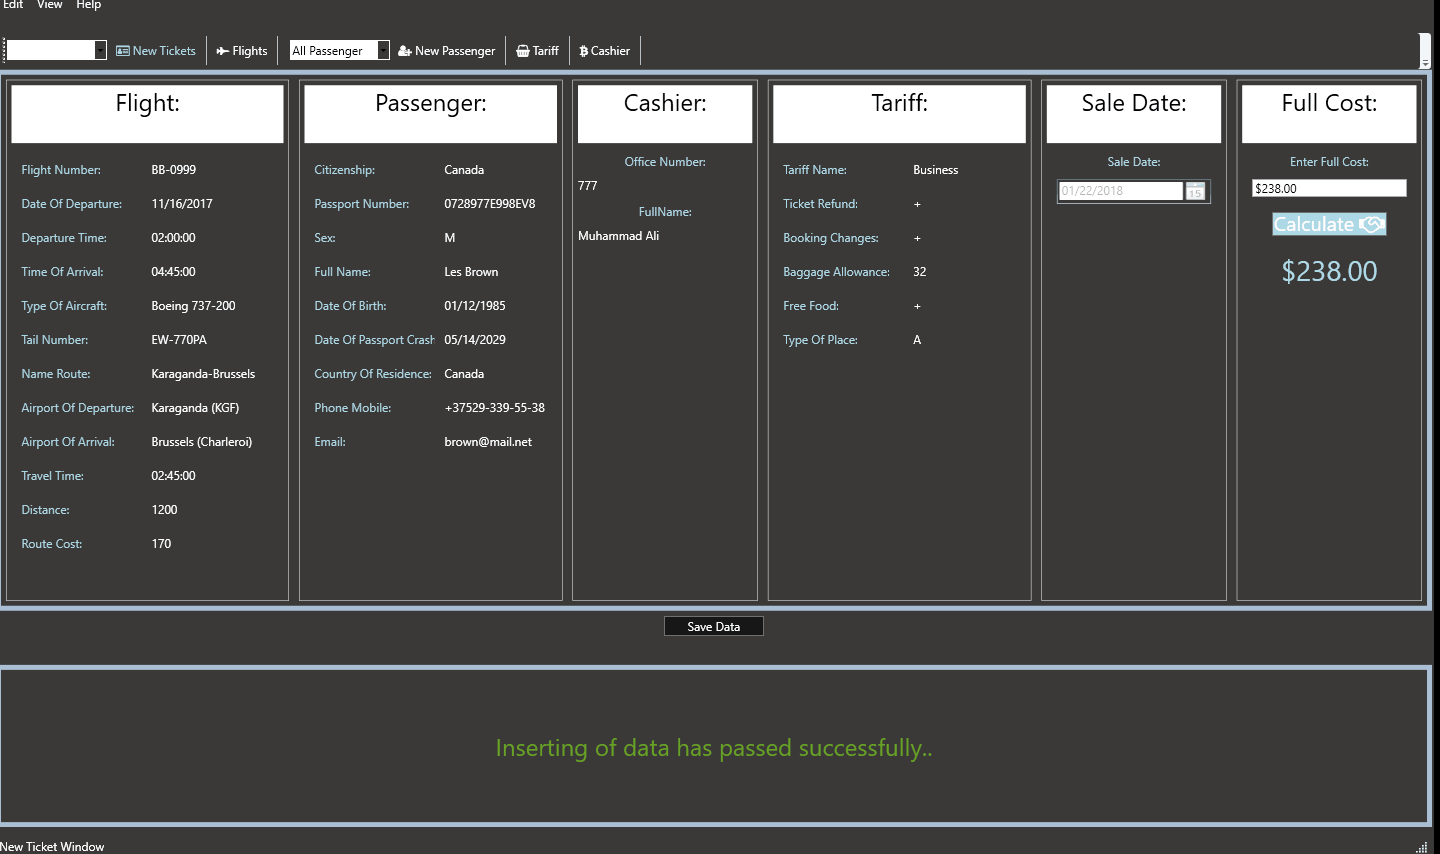 Edit View Help
New Tickets Flights All Passenger New Passenger Tariff Cashier
Flight:
Flight Number: BB-0999
Date Of Departure: 11/16/2017
Departure Time: 02:00:00
Time Of Arrival: 04:45:00
Type Of Aircraft: Boeing 737-200
Tail Number: EW-770PA
Name Route: Karaganda-Brussels
Airport Of Departure: Karaganda (KGF)
Airport Of Arrival: Brussels (Charleroi)
Travel Time: 02:45:00
Distance: 1200
Route Cost: 170
Passenger:
Citizenship: Canada
Passport Number: 0728977E998EV8
Sex: M
Full Name: Les Brown
Date Of Birth: 01/12/1985
Date Of Passport Crash 05/14/2029
Country Of Residence: Canada
Phone Mobile: +37529-339-55-38
Email: brown@mail.net
Cashier:
Office Number:
777
FullName:
Muhammad Ali
Tariff:
Tariff Name: Business
Ticket Refund: +
Booking Changes: +
Baggage Allowance: 32
Free Food: +
Type Of Place: A
Sale Date:
Sale Date:
01/22/2018 15
Full Cost:
Enter Full Cost:
$238.00
Calculate
$238.00
Save Data
Inserting of data has passed successfully..
New Ticket Window